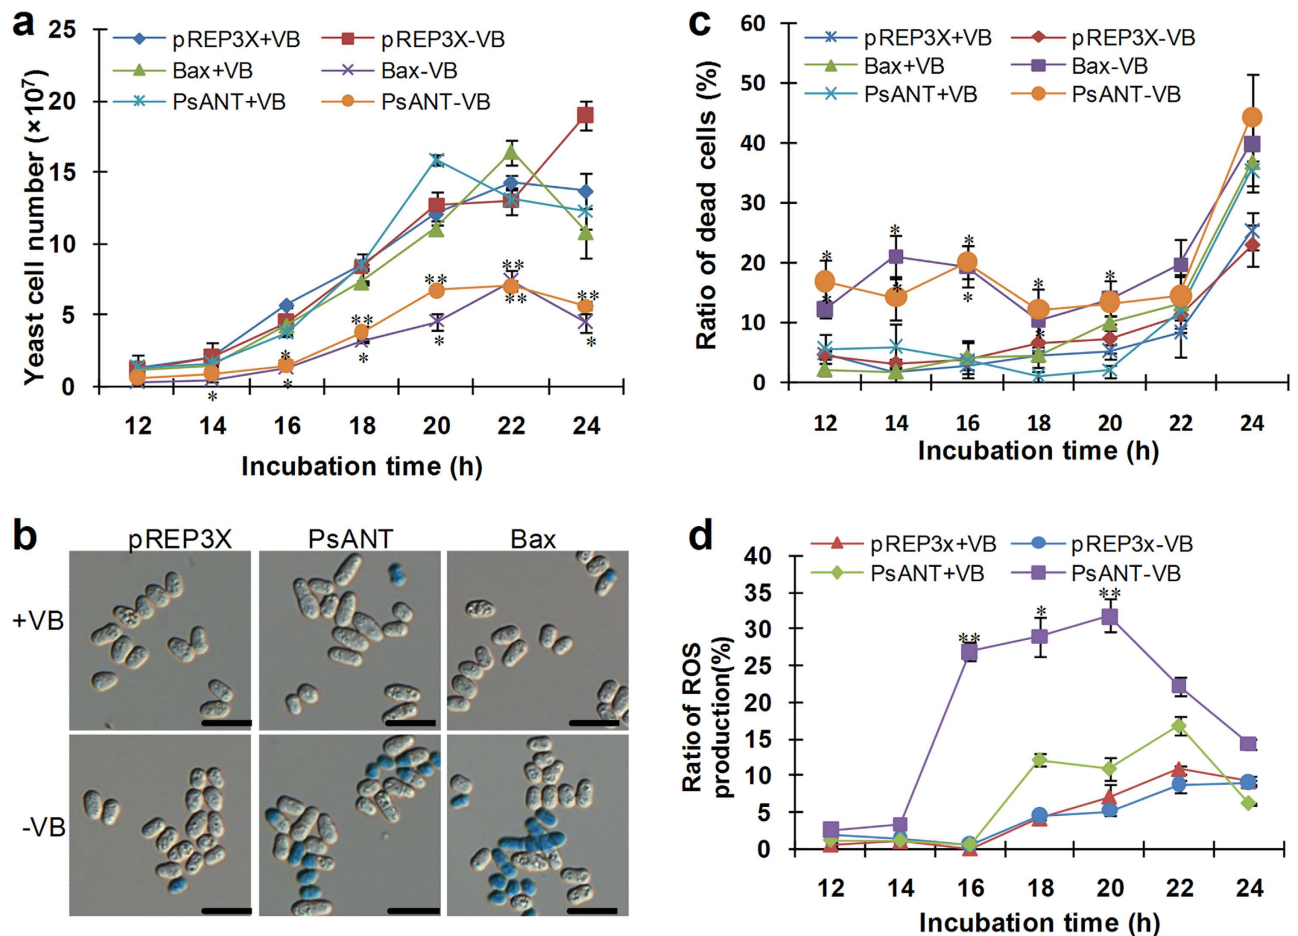 a
Yeast cell number (×10⁷)
pREP3X+VB pREP3X-VB
Bax+VB Bax-VB
PsANT+VB PsANT-VB
25
20
15
10
5
0
** ** ** ** ** ** * * * * * *
12 14 16 18 20 22 24
Incubation time (h)
c
Ratio of dead cells (%)
pREP3X+VB pREP3X-VB
Bax+VB Bax-VB
PsANT+VB PsANT-VB
60
50
40
30
20
10
0
* * * * * * * * *
12 14 16 18 20 22 24
Incubation time (h)
b
pREP3X PsANT Bax
+VB
-VB
d
Ratio of ROS
production(%)
pREP3x+VB pREP3x-VB
PsANT+VB PsANT-VB
40
35
30
25
20
15
10
5
0
** * **
12 14 16 18 20 22 24
Incubation time (h)